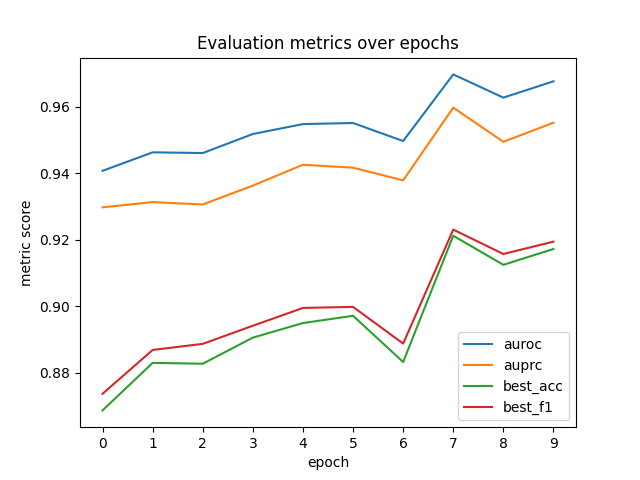 Evaluation metrics over epochs
metric score
0.96
0.94
0.92
0.90
0.88
auroc
auprc
best_acc
best_f1
0 1 2 3 4 5 6 7 8 9
epoch